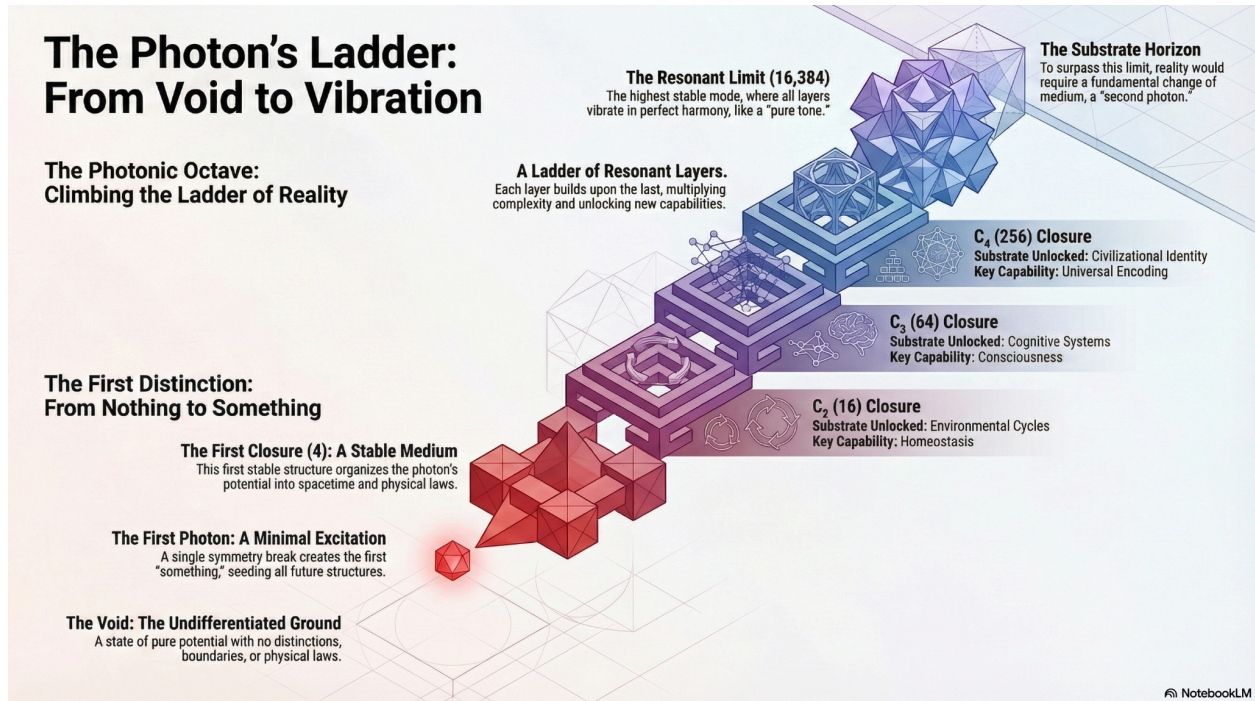 The Photon's Ladder:
From Void to Vibration
The Photonic Octave:
Climbing the Ladder of Reality
The Substrate Horizon
To surpass this limit, reality would
require a fundamental change of
medium, a "second photon."
The Resonant Limit (16,384)
The highest stable mode, where all layers
vibrate in perfect harmony, like a "pure tone."
A Ladder of Resonant Layers.
Each layer builds upon the last, multiplying
complexity and unlocking new capabilities.
C₄ (256) Closure
Substrate Unlocked: Civilizational Identity
Key Capability: Universal Encoding
C₃ (64) Closure
Substrate Unlocked: Cognitive Systems
Key Capability: Consciousness
C₂ (16) Closure
Substrate Unlocked: Environmental Cycles
Key Capability: Homeostasis
The First Distinction:
From Nothing to Something
The First Closure (4): A Stable Medium
This first stable structure organizes the photon's
potential into spacetime and physical laws.
The First Photon: A Minimal Excitation
A single symmetry break creates the first
"something," seeding all future structures.
The Void: The Undifferentiated Ground
A state of pure potential with no distinctions,
boundaries, or physical laws.
NotebookLM